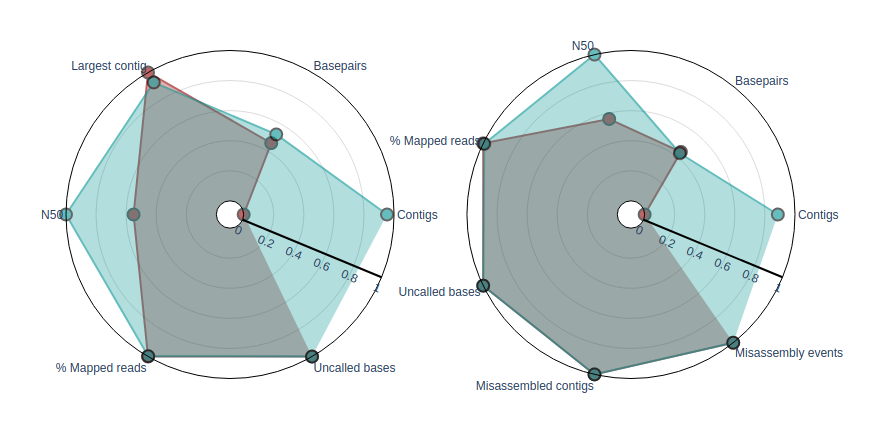 Largest contig
Basepairs
N50
Contigs
0
0.2
0.4
0.6
0.8
1
% Mapped reads
Uncalled bases
N50
Basepairs
% Mapped reads
Contigs
0
0.2
0.4
0.6
0.8
1
Uncalled bases
Misassembly events
Misassembled contigs